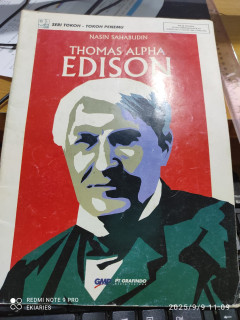 SERI TOKOH - TOKOH PENEMU
NASIN SAHABUDIN
THOMAS ALPHA
EDISON
GMP PT GRAFINDO
REDMI NOTE 9 PRO
EKIARIES
2025/9/9 11:09